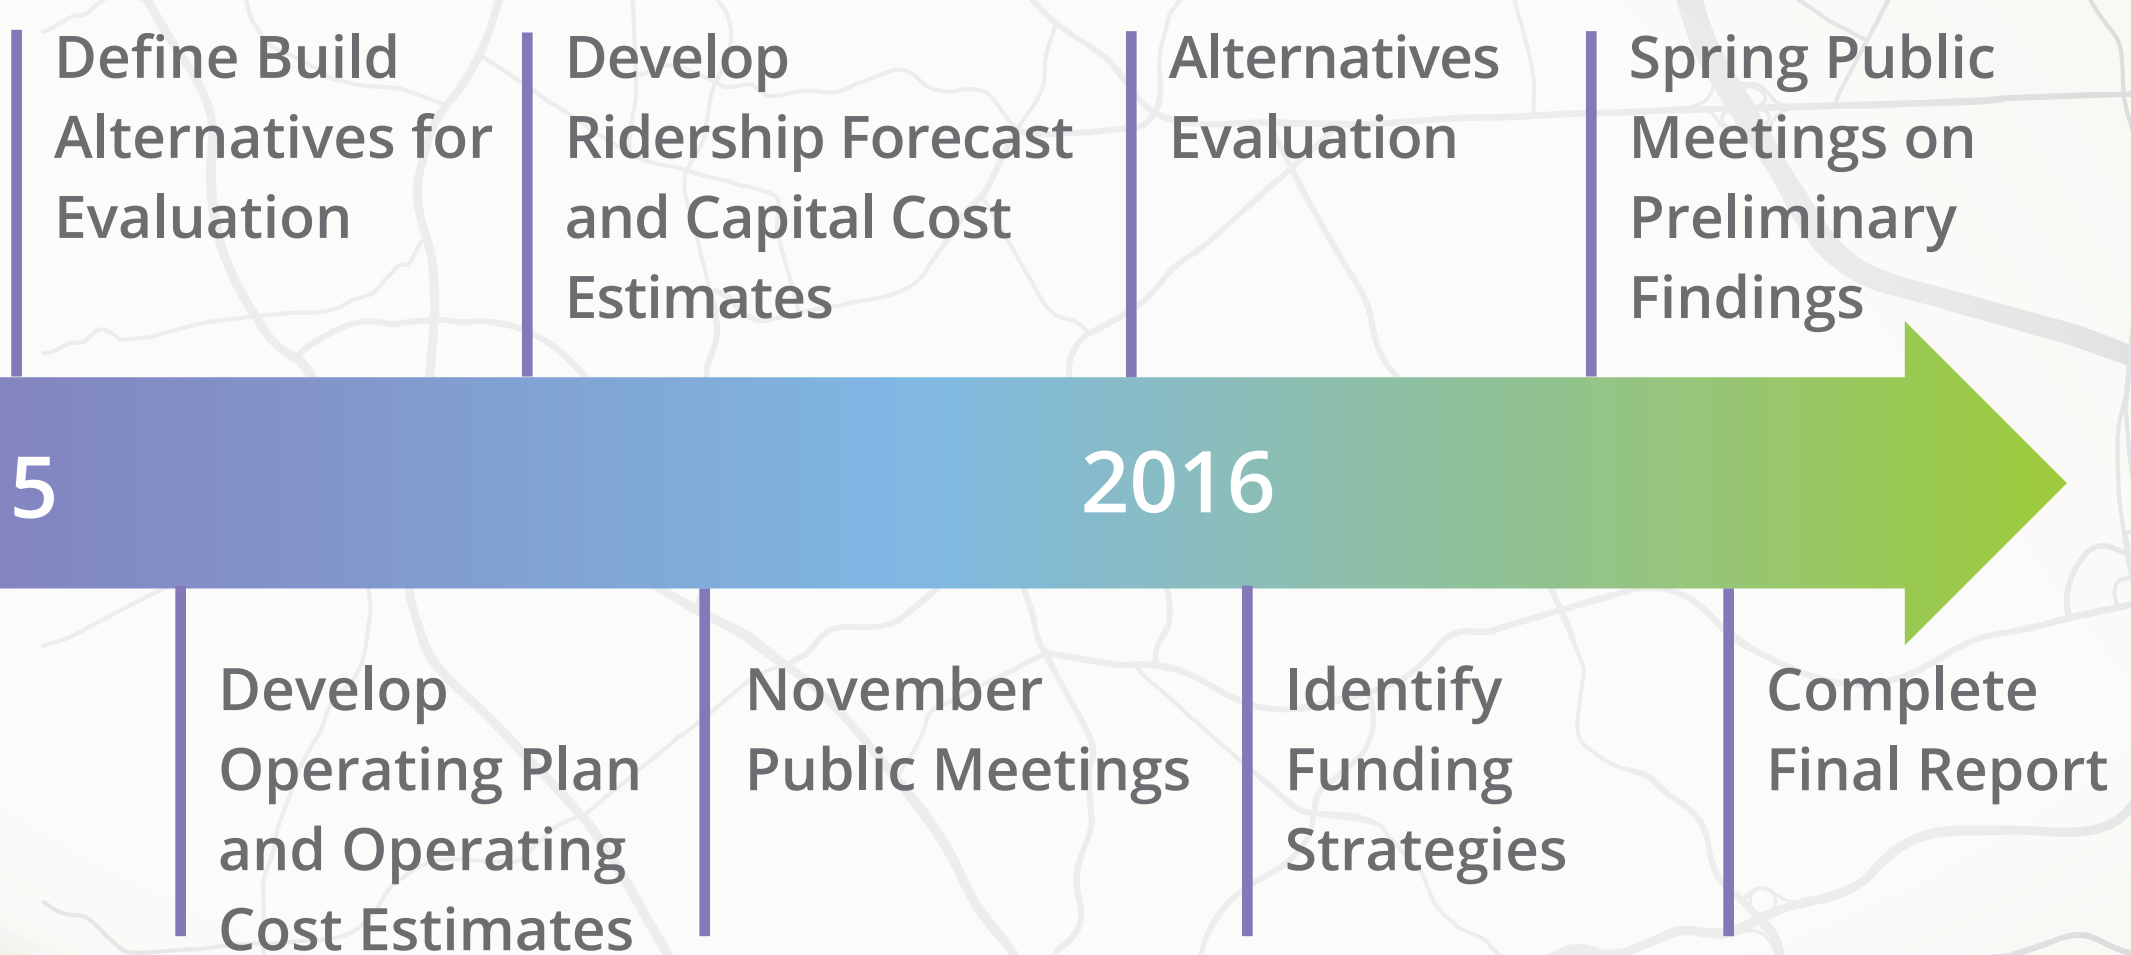 Define Build
Alternatives for
Evaluation
Develop
Ridership Forecast
and Capital Cost
Estimates
Alternatives
Evaluation
Spring Public
Meetings on
Preliminary
Findings
5
2016
Develop
Operating Plan
and Operating
Cost Estimates
November
Public Meetings
Identify
Funding
Strategies
Complete
Final Report